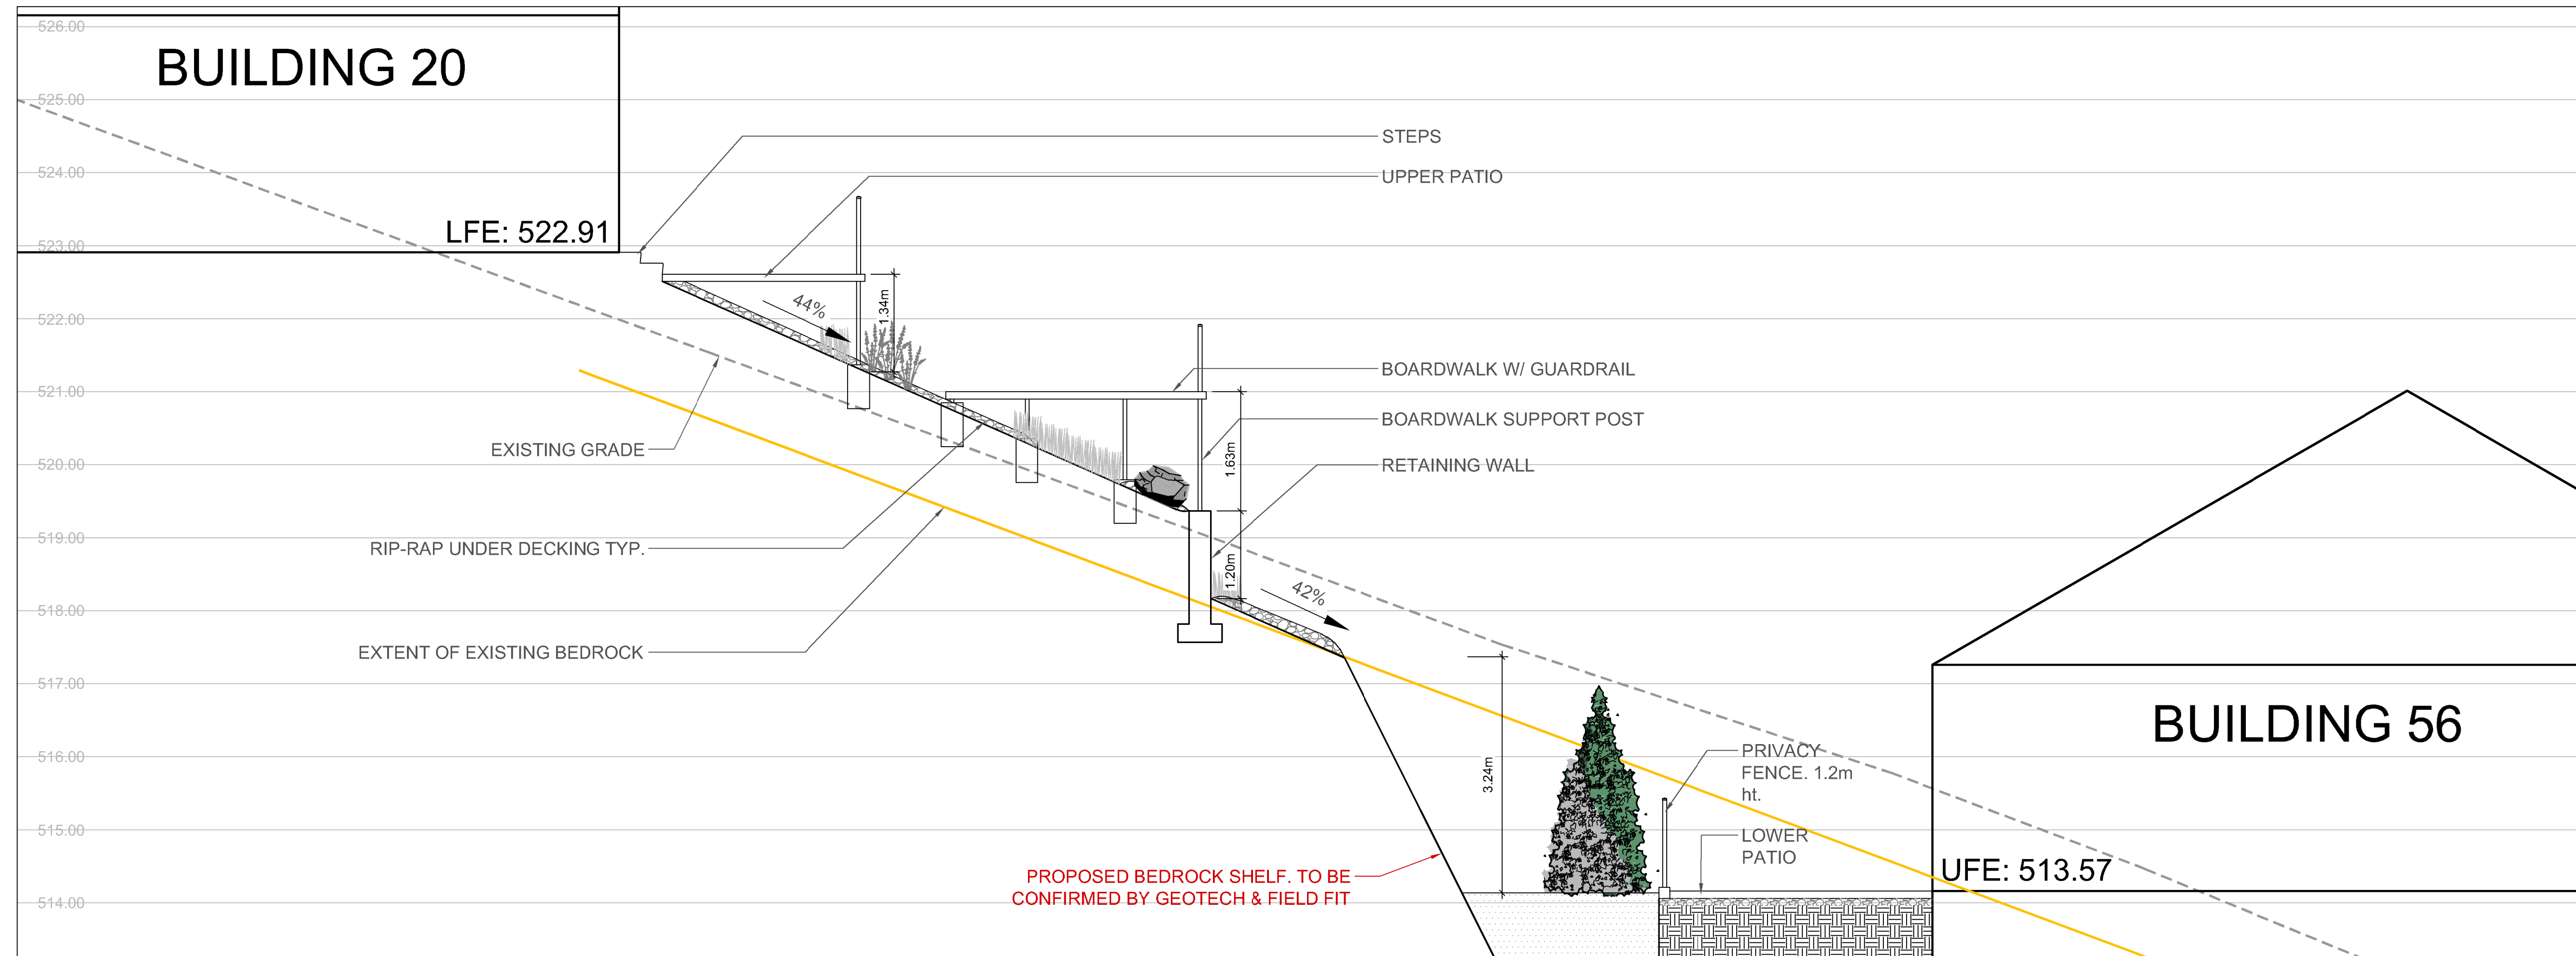 526.00
BUILDING 20
525.00
STEPS
524.00
UPPER PATIO
LFE: 522.91
523.00
44%
1.34m
522.00
BOARDWALK W/ GUARDRAIL
521.00
BOARDWALK SUPPORT POST
EXISTING GRADE
520.00
1.63m
RETAINING WALL
519.00
RIP-RAP UNDER DECKING TYP.
1.20m
42%
518.00
EXTENT OF EXISTING BEDROCK
517.00
BUILDING 56
516.00
3.24m
PRIVACY
FENCE. 1.2m
ht.
515.00
LOWER
PATIO
UFE: 513.57
PROPOSED BEDROCK SHELF. TO BE
CONFIRMED BY GEOTECH & FIELD FIT
514.00